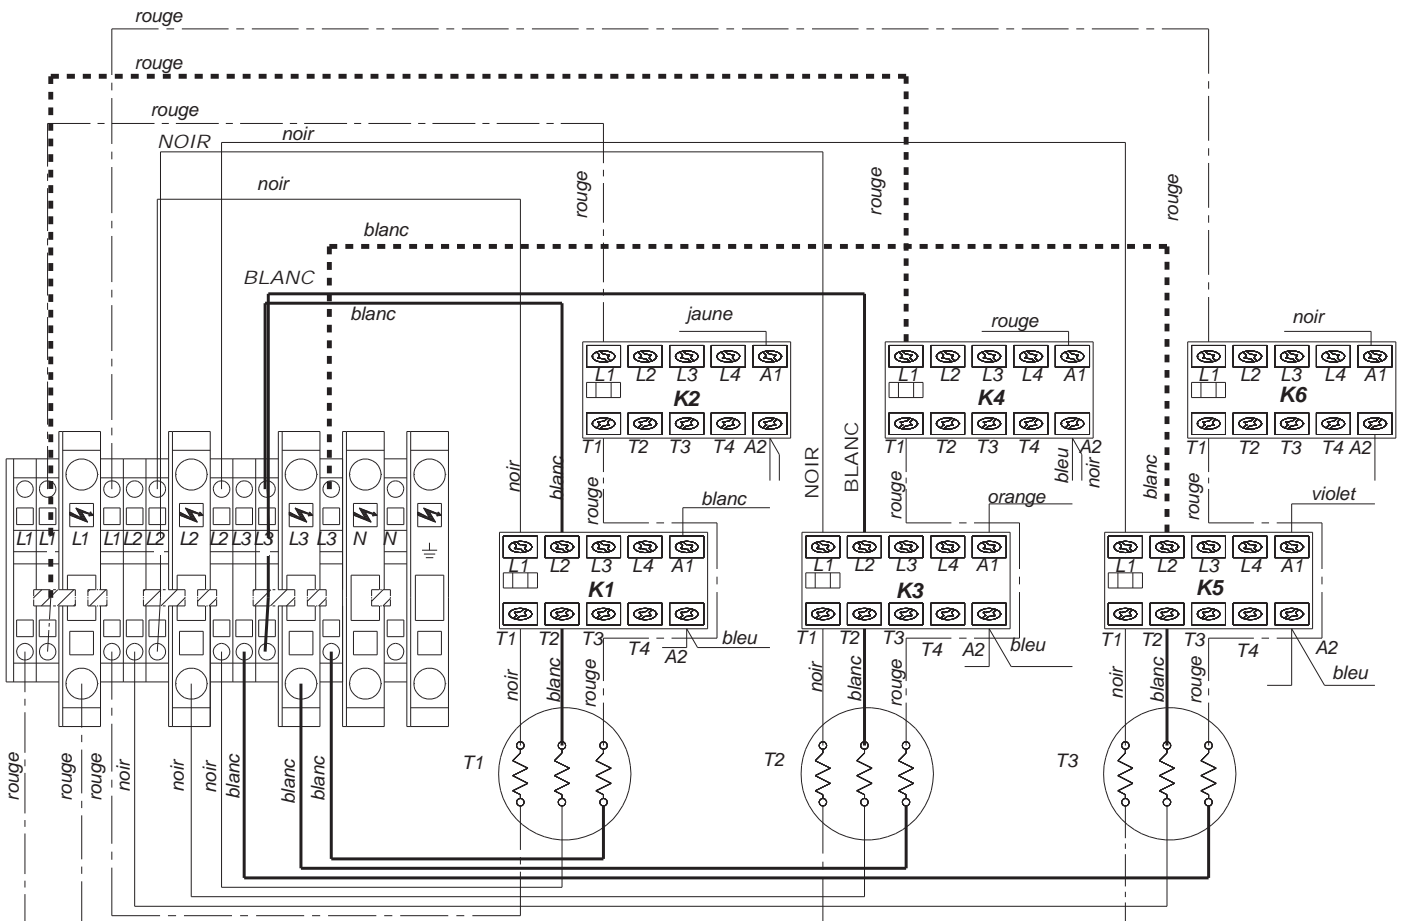 rouge
rouge
rouge
NOIR
noir
noir
rouge
rouge
rouge
blanc
BLANC
blanc
jaune
rouge
noir
L1 L2 L3 L4 A1
K2
T1 T2 T3 T4 A2
L1 L2 L3 L4 A1
K4
T1 T2 T3 T4 A2
L1 L2 L3 L4 A1
K6
T1 T2 T3 T4 A2
noir
blanc
rouge
NOIR
BLANC
rouge
bleu
noir
blanc
rouge
blanc
orange
violet
L1 L1 L1 L1 L2 L2 L2 L2 L3 L3 L3 L3 N N
L1 L2 L3 L4 A1
K1
T1 T2 T3 T4 A2
bleu
L1 L2 L3 L4 A1
K3
T1 T2 T3 T4 A2
bleu
L1 L2 L3 L4 A1
K5
T1 T2 T3 T4 A2
bleu
noir
blanc
rouge
noir
blanc
rouge
noir
blanc
rouge
rouge
rouge
rouge
noir
noir
noir
blanc
blanc
blanc
T1
T2
T3